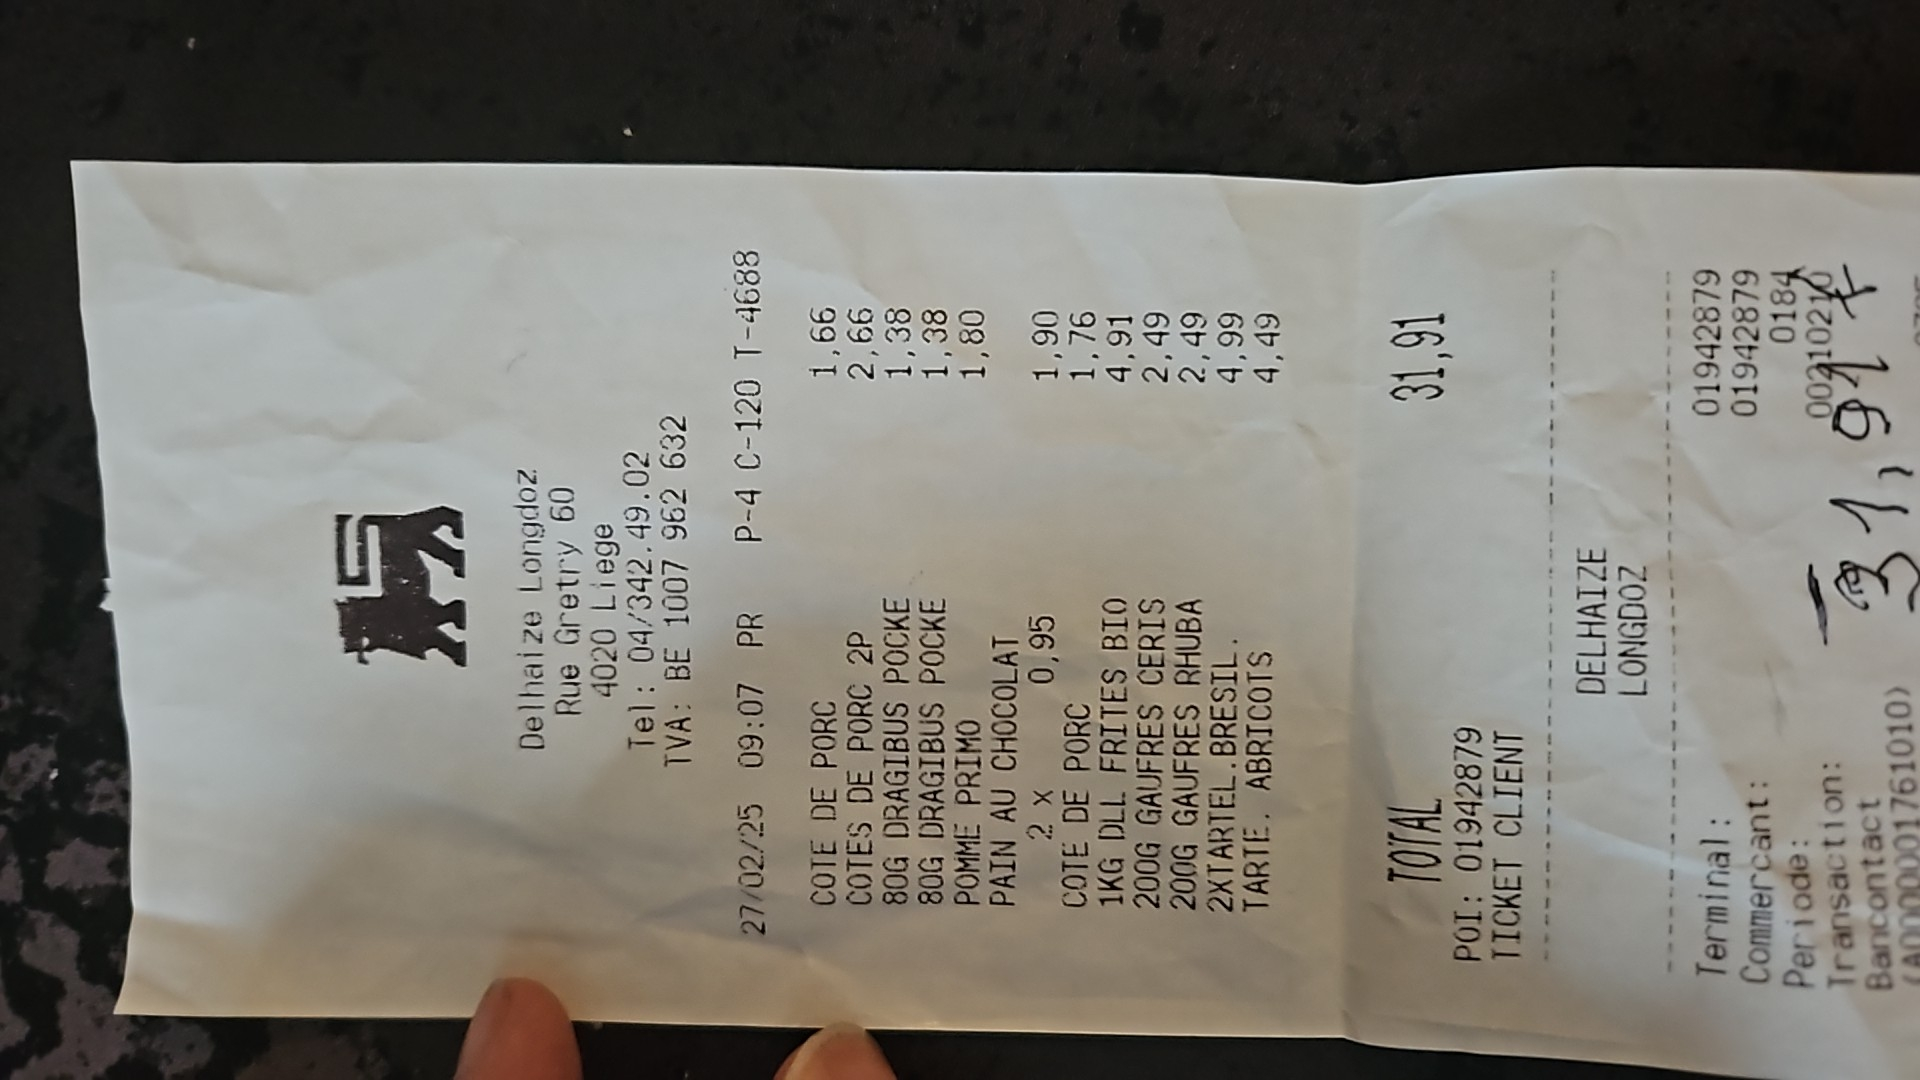 Delhaize Longdoz
Rue Gretry 60
4020 Liege
Tel: 04/342.49.02
TVA: BE 1007 962 632
27/02/25 09:07 PR P-4 C-120 T-4688
COTE DE PORC 1,66
COTES DE PORC 2P 2,66
80G DRAGIBUS POCKE 1,38
80G DRAGIBUS POCKE 1,38
POMME PRIMO 1,80
PAIN AU CHOCOLAT
2 X 0,95 1,90
COTE DE PORC 1,76
1KG DLL FRITES BIO 4,91
200G GAUFRES CERIS 2,49
200G GAUFRES RHUBA 2,49
2XTARTEL.BRESIL. 4,99
TARTE. ABRICOTS 4,49
TOTAL 31,91
POI: 01942879
TICKET CLIENT
DELHAIZE
LONGDOZ
Terminal: 01942879
Commercant: 01942879
Periode: 0184
Transaction: 00210210
31,91
Bancontact
(A0000001761010)